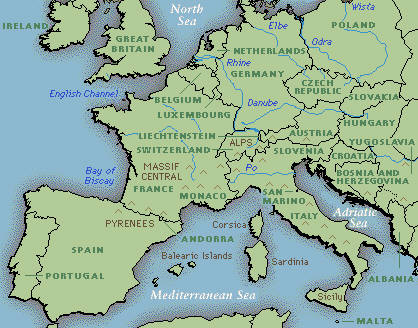 North
Sea
Wista
IRELAND
Elbe
POLAND
GREAT
BRITAIN
Odra
NETHERLANDS
Rhine
GERMANY
CZECH
REPUBLIC
English Channel
BELGIUM
Danube
SLOVAKIA
LUXEMBOURG
HUNGARY
LIECHTENSTEIN
AUSTRIA
ALPS
YUGOSLAVIA
SWITZERLAND
SLOVENIA
CROATIA
Bay of
Biscay
MASSIF
CENTRAL
Po
BOSNIA AND
HERZEGOVINA
FRANCE
MONACO
SAN
MARINO
ITALY
Adriatic
Sea
PYRENEES
Corsica
ANDORRA
SPAIN
Balearic Islands
Sardinia
PORTUGAL
ALBANIA
Mediterranean Sea
Sicily
MALTA